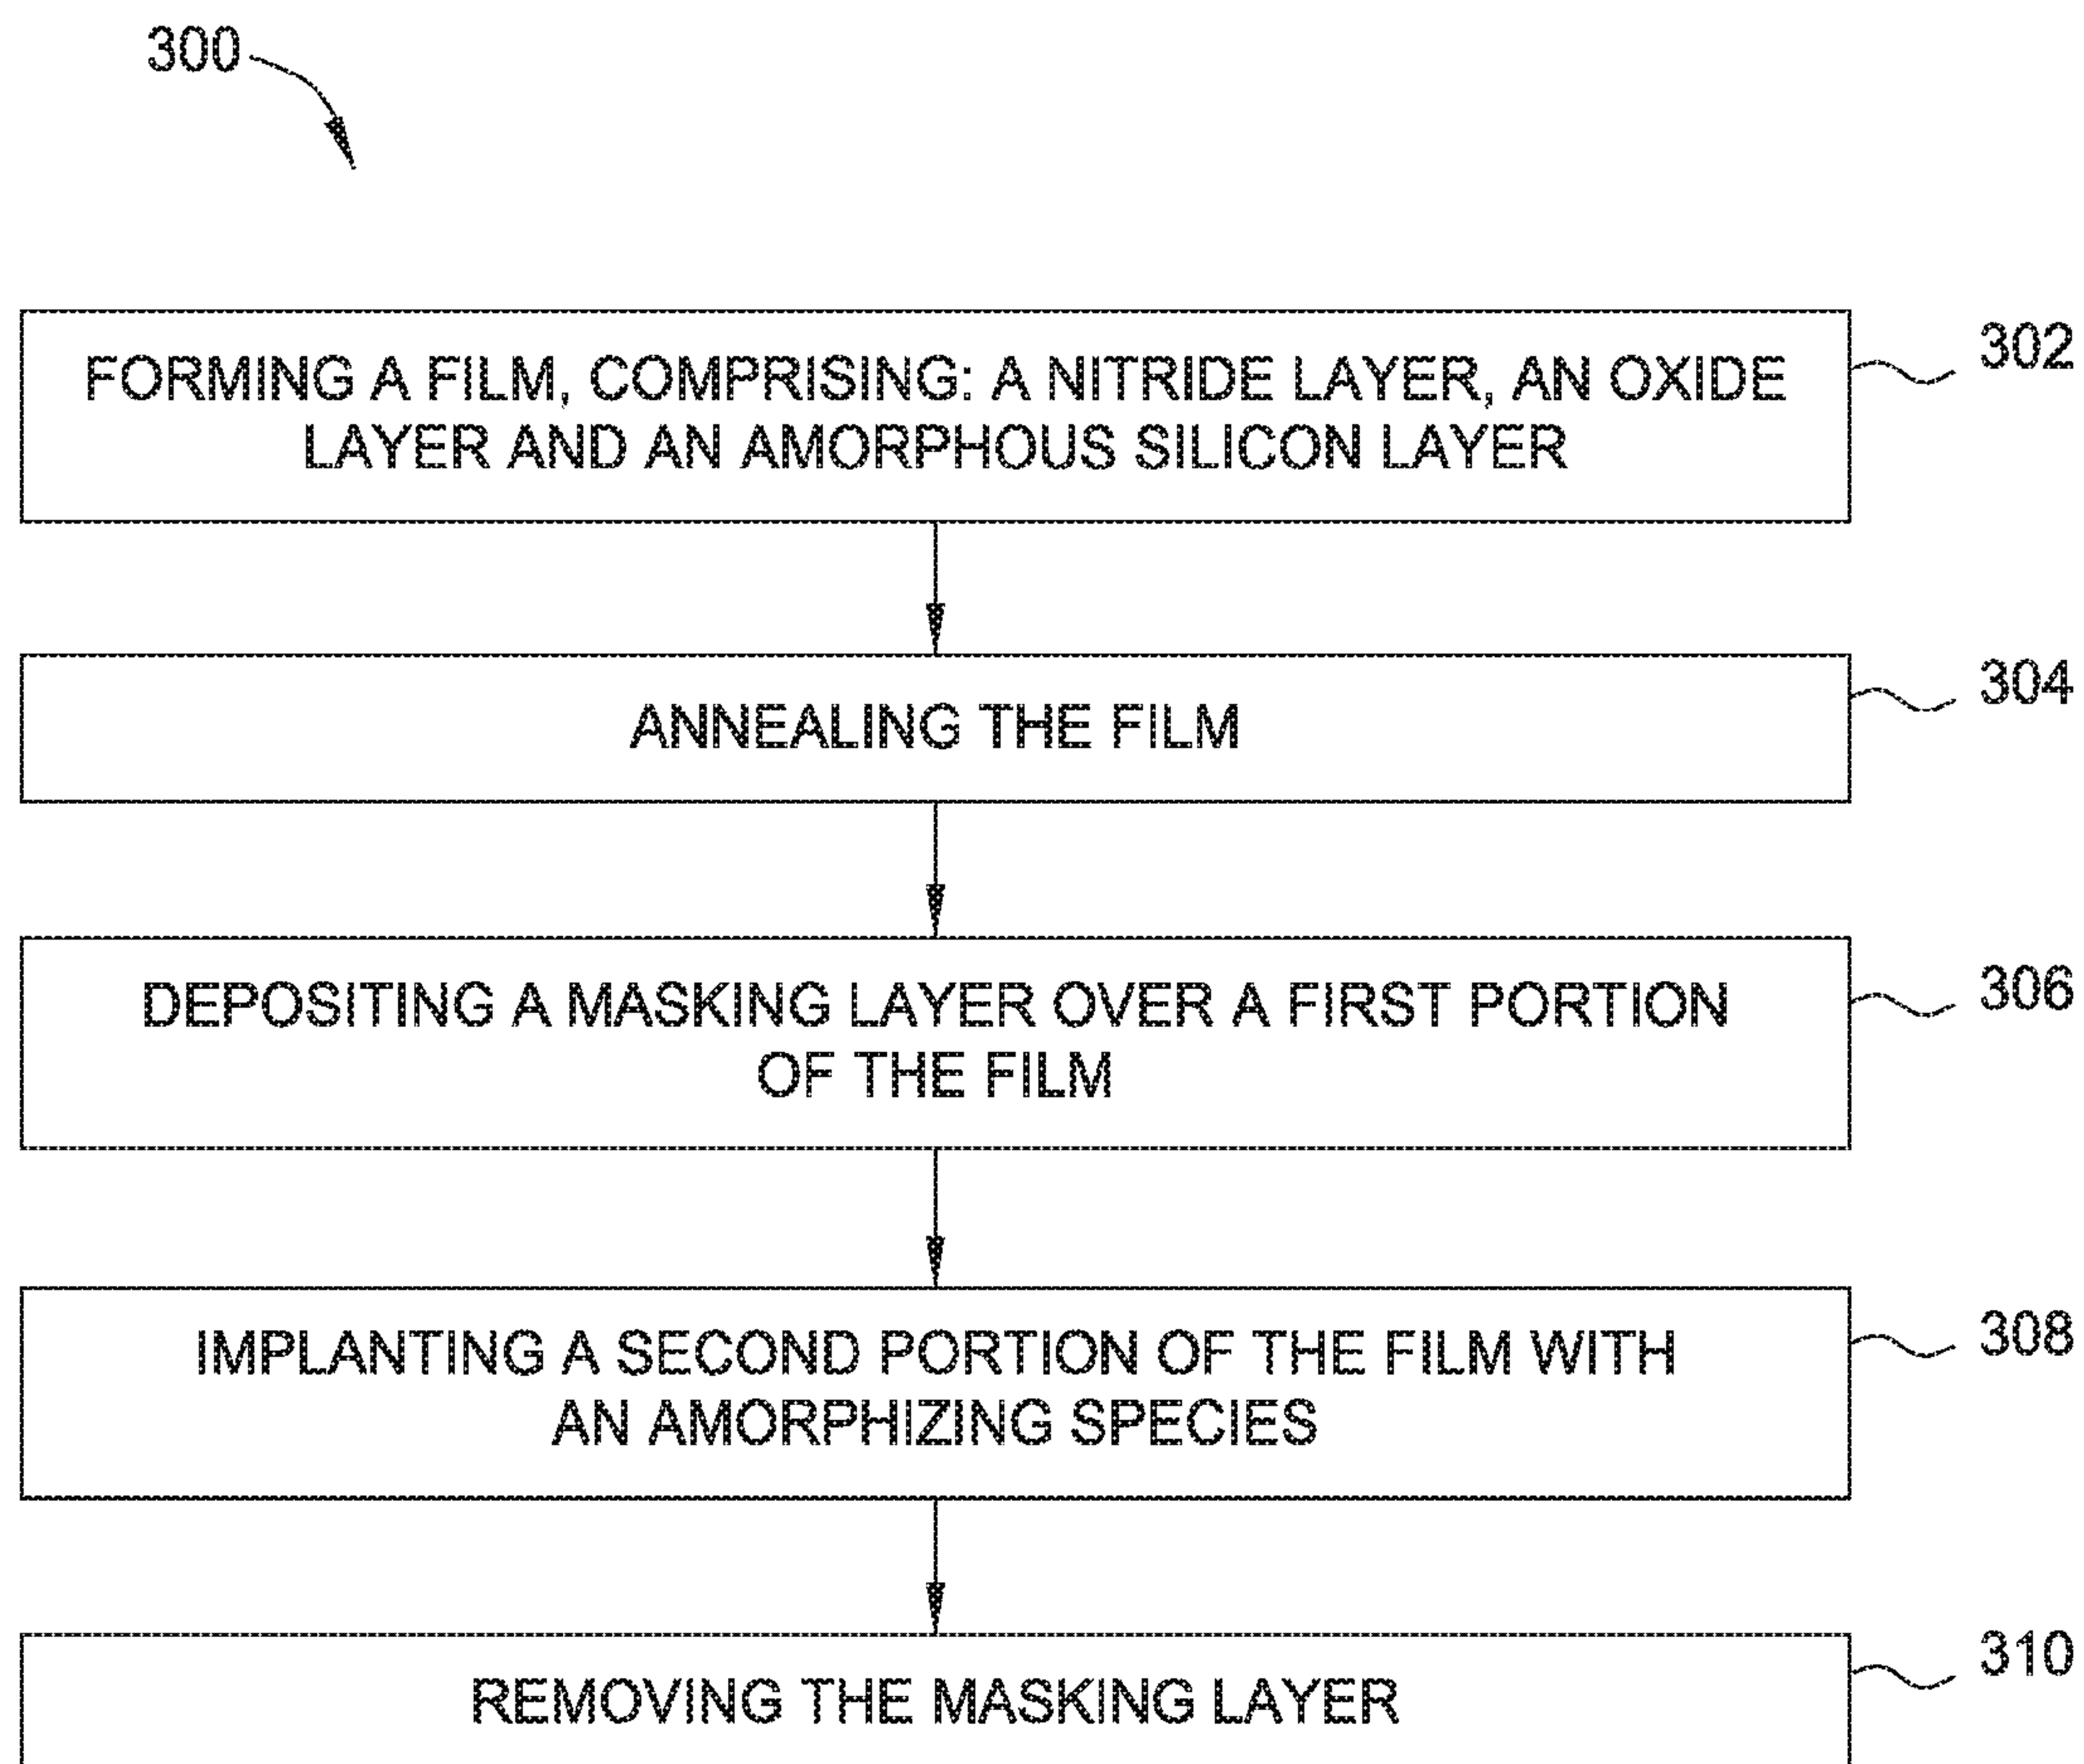 300
FORMING A FILM, COMPRISING: A NITRIDE LAYER, AN OXIDE
LAYER AND AN AMORPHOUS SILICON LAYER
302
ANNEALING THE FILM
304
DEPOSITING A MASKING LAYER OVER A FIRST PORTION
OF THE FILM
306
IMPLANTING A SECOND PORTION OF THE FILM WITH
AN AMORPHIZING SPECIES
308
REMOVING THE MASKING LAYER
310